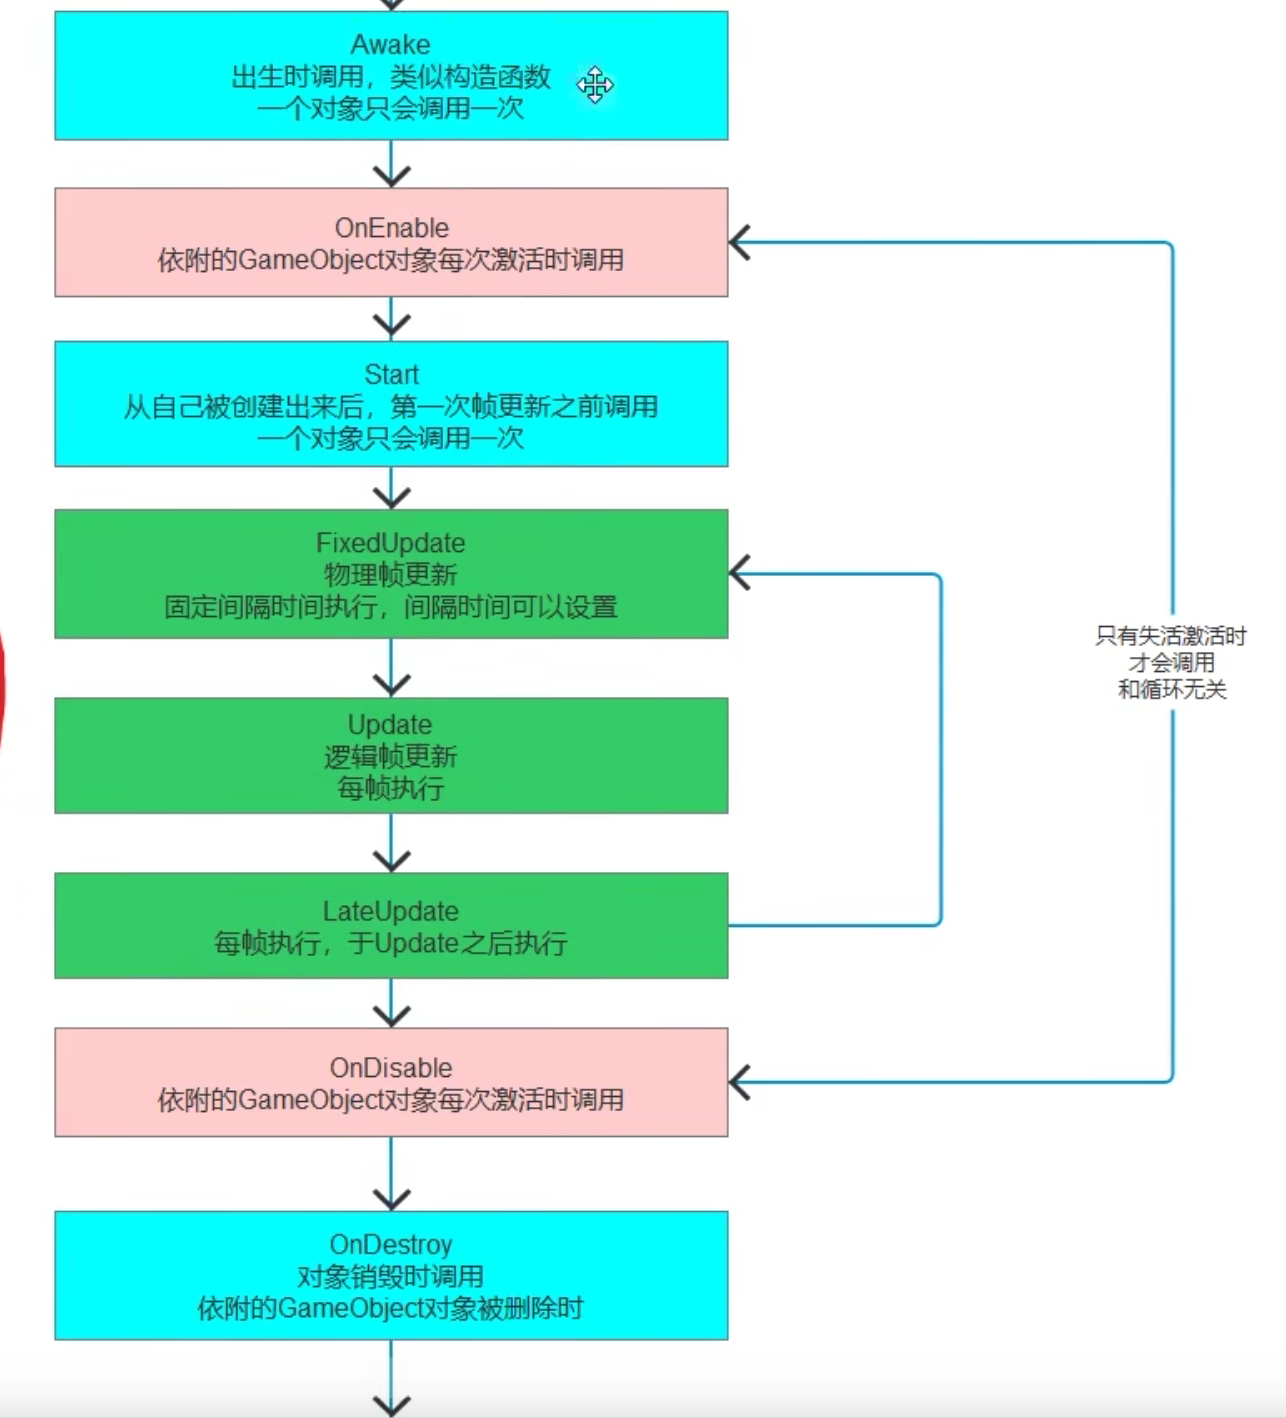 Awake
出生时调用，类似构造函数
一个对象只会调用一次
OnEnable
依附的GameObject对象每次激活时调用
Start
从自己被创建出来后，第一次帧更新之前调用
一个对象只会调用一次
FixedUpdate
物理帧更新
固定间隔时间执行，间隔时间可以设置
只有失活激活时
才会调用
和循环无关
Update
逻辑帧更新
每帧执行
LateUpdate
每帧执行，于Update之后执行
OnDisable
依附的GameObject对象每次激活时调用
OnDestroy
对象销毁时调用
依附的GameObject对象被删除时